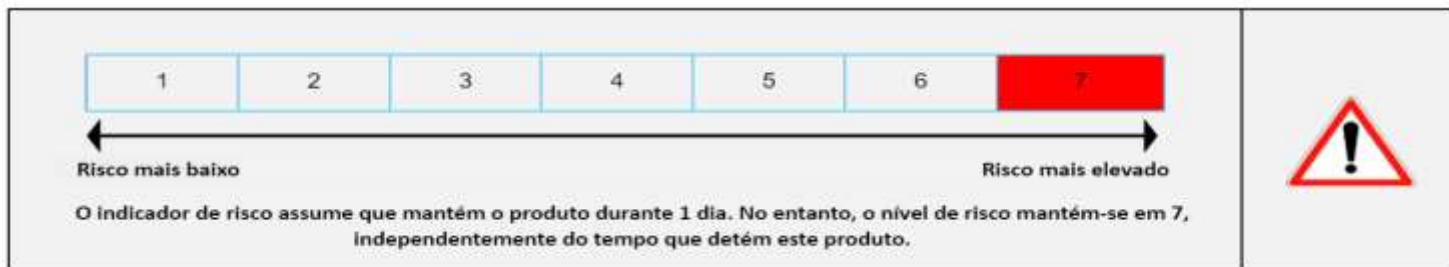 1 2 3 4 5 6 7
Risco mais baixo Risco mais elevado
O indicador de risco assume que mantém o produto durante 1 dia. No entanto, o nível de risco mantém-se em 7,
independentemente do tempo que detém este produto.